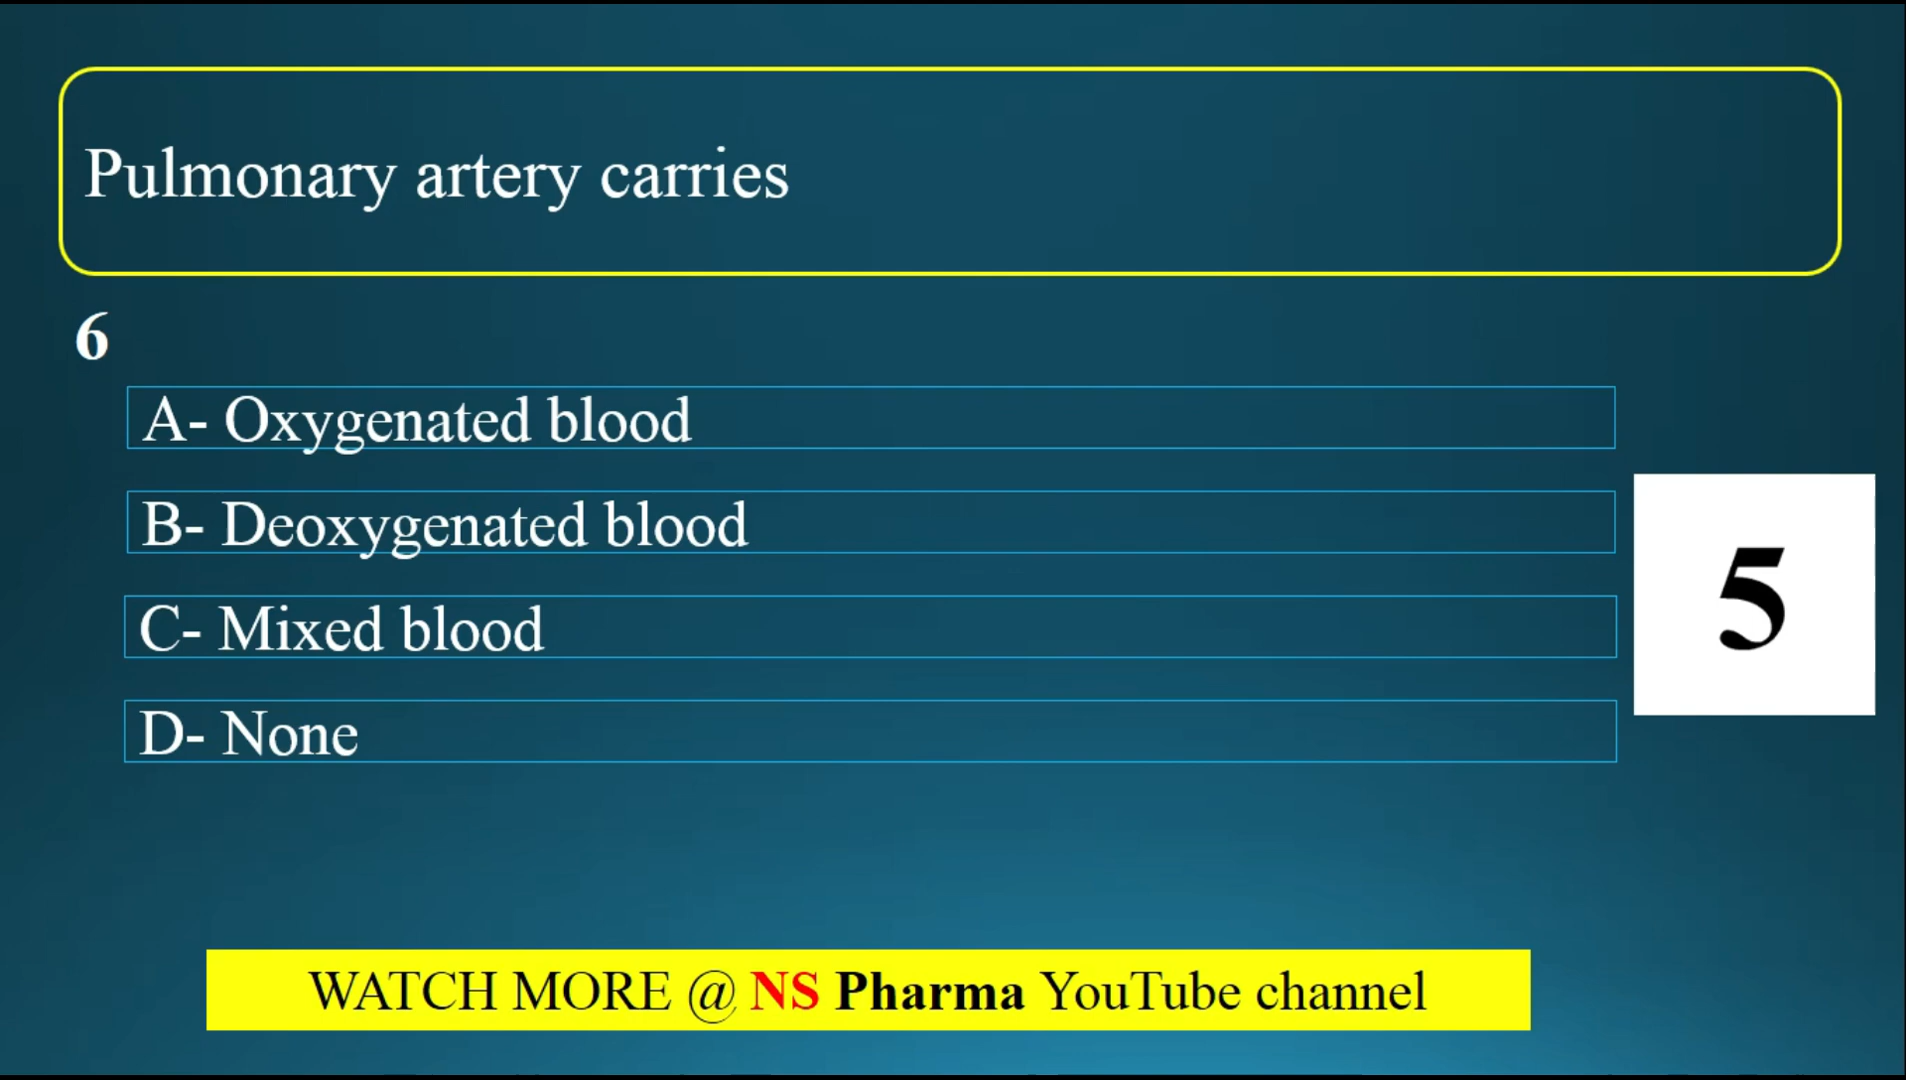 Pulmonary artery carries
6
A- Oxygenated blood
B- Deoxygenated blood
C- Mixed blood
D- None
5
WATCH MORE @ NS Pharma YouTube channel